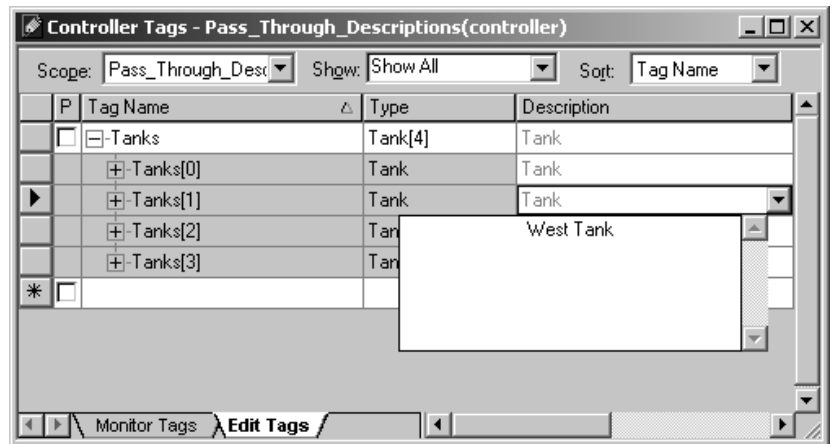 Controller Tags - Pass_Through_Descriptions(controller)
Scope: Pass_Through_Desc Show: Show All Sort: Tag Name
P Tag Name Type Description
Tanks Tank[4] Tank
Tanks[0] Tank Tank
Tanks[1] Tank Tank
Tanks[2] Tan West Tank
Tanks[3] Tan
Monitor Tags Edit Tags